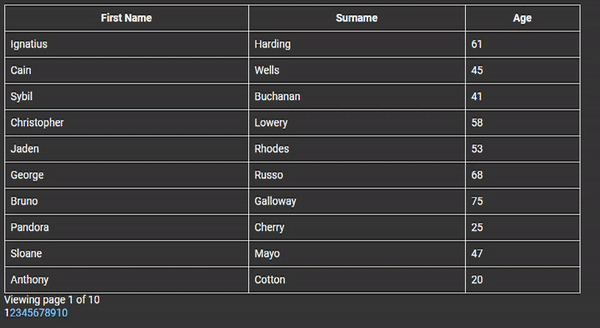 First Name Surname Age
Ignatius Harding 61
Cain Wells 45
Sybil Buchanan 41
Christopher Lowery 58
Jaden Rhodes 53
George Russo 68
Bruno Galloway 75
Pandora Cherry 25
Sloane Mayo 47
Anthony Cotton 20
Viewing page 1 of 10
12345678910